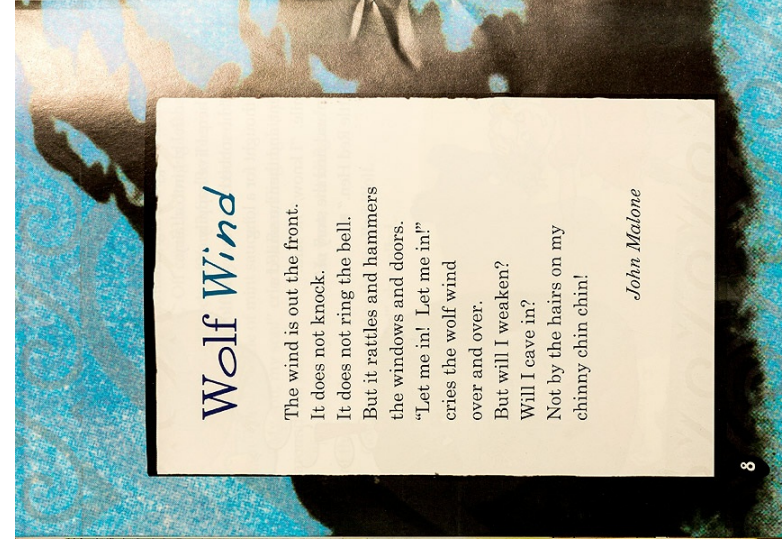 Wolf Wind
The wind is out the front.
It does not knock.
It does not ring the bell.
But it rattles and hammers
the windows and doors.
“Let me in!  Let me in!”
cries the wolf wind
over and over.
But will I weaken?
Will I cave in?
Not by the hairs on my
chinny chin chin!
John Malone
8